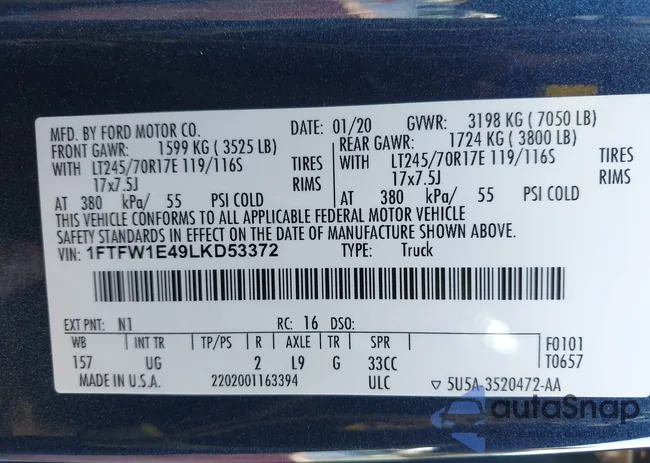 MFD. BY FORD MOTOR CO. DATE: 01/20 GVWR: 3198 KG ( 7050 LB)
FRONT GAWR: 1599 KG ( 3525 LB) REAR GAWR: 1724 KG ( 3800 LB)
WITH LT245/70R17E 119/116S TIRES WITH LT245/70R17E 119/116S TIRES
17x7.5J RIMS 17x7.5J RIMS
AT 380 kPa/ 55 PSI COLD AT 380 kPa/ 55 PSI COLD
THIS VEHICLE CONFORMS TO ALL APPLICABLE FEDERAL MOTOR VEHICLE
SAFETY STANDARDS IN EFFECT ON THE DATE OF MANUFACTURE SHOWN ABOVE.
VIN: 1FTFW1E49LKD53372 TYPE: Truck
EXT PNT: N1 RC: 16 DSO: F0101
WB INT TR TP/PS R AXLE TR SPR T0657
157 UG 2 L9 G 33CC
MADE IN U.S.A. 2202001163394 ULC ▽ 5U5A-3520472-AA
autoSnap